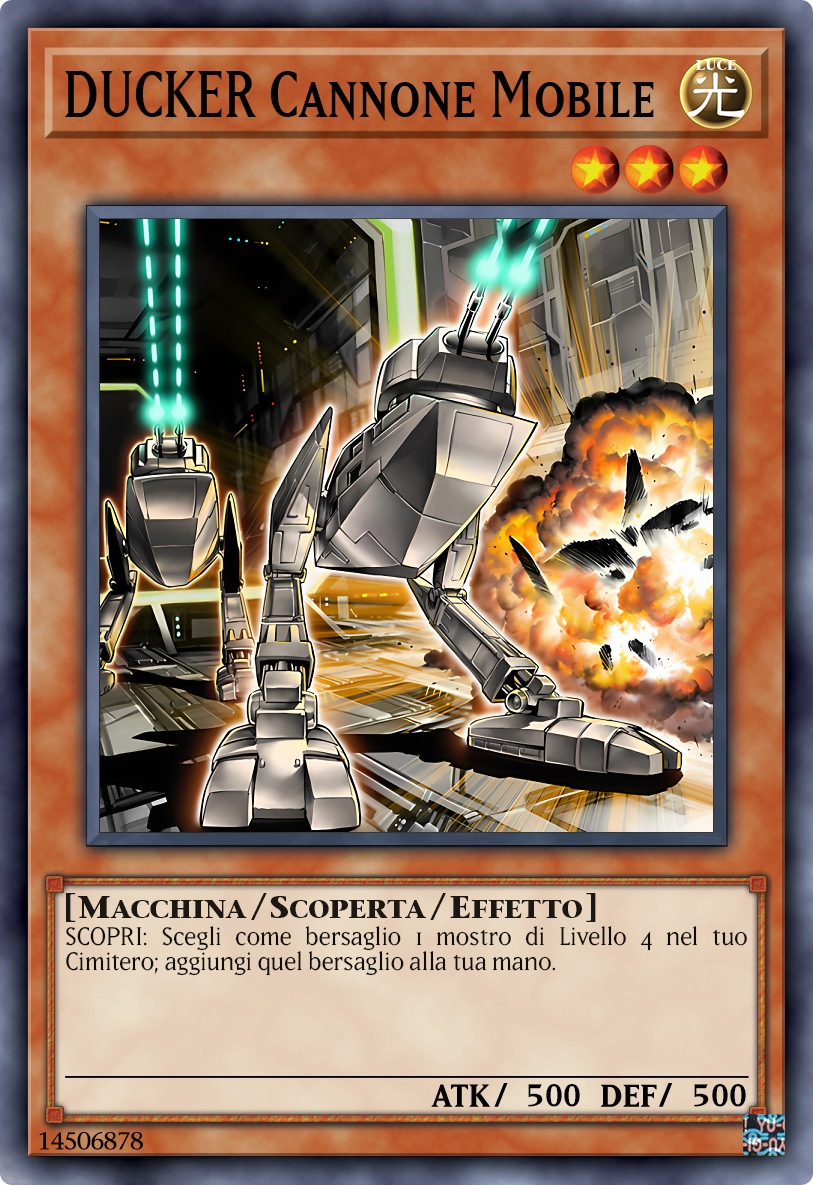 DUCKER Cannone Mobile
LUCE
光
[Macchina/Scoperta/Effetto]
SCOPRI: Scegli come bersaglio 1 mostro di Livello 4 nel tuo
Cimitero; aggiungi quel bersaglio alla tua mano.
ATK/ 500 DEF/ 500
14506878